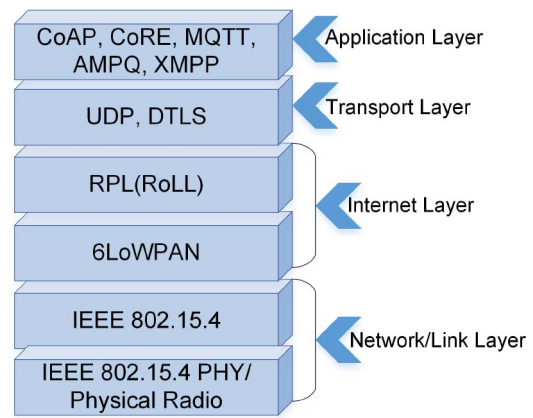 CoAP, CoRE, MQTT,
AMPQ, XMPP
Application Layer
UDP, DTLS
Transport Layer
RPL(RoLL)
Internet Layer
6LoWPAN
IEEE 802.15.4
Network/Link Layer
IEEE 802.15.4 PHY/
Physical Radio